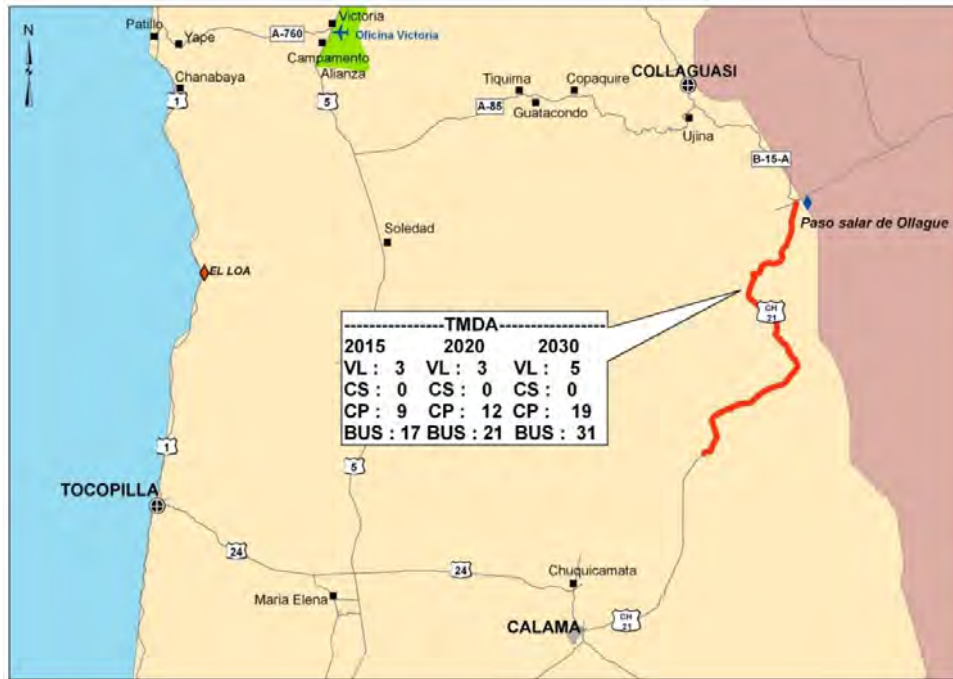 N
Patillo
Yape
A-760
Victoria
Oficina Victoria
Campamento
Alianza
Chanabaya
1
5
Tiquima
Copaquire
COLLAGUASI
A-85
Guatacondo
Ujina
B-15-A
Paso salar de Ollague
Soledad
EL LOA
CH
21
-----------------TMDA------------------
2015 2020 2030
VL : 3 VL : 3 VL : 5
CS : 0 CS : 0 CS : 0
CP : 9 CP : 12 CP : 19
BUS : 17 BUS : 21 BUS : 31
1
5
TOCOPILLA
24
24
Chuquicamata
Maria Elena
CALAMA
CH
21